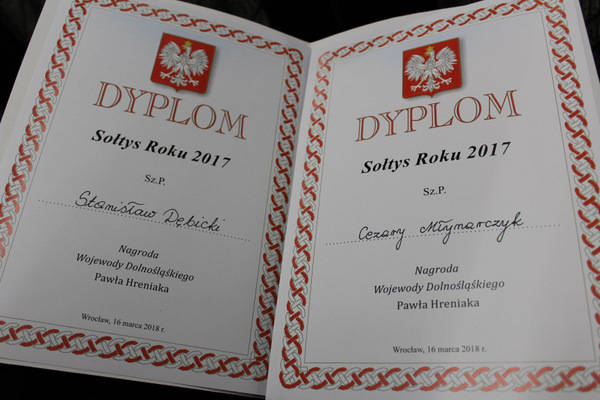 DYPLOM
Sołtys Roku 2017
Sz.P.
Stanisław Dębicki
Nagroda
Wojewody Dolnośląskiego
Pawła Hreniaka
Wrocław, 16 marca 2018 r.
DYPLOM
Sołtys Roku 2017
Sz.P.
Cezary Młynarczyk
Nagroda
Wojewody Dolnośląskiego
Pawła Hreniaka
Wrocław, 16 marca 2018 r.